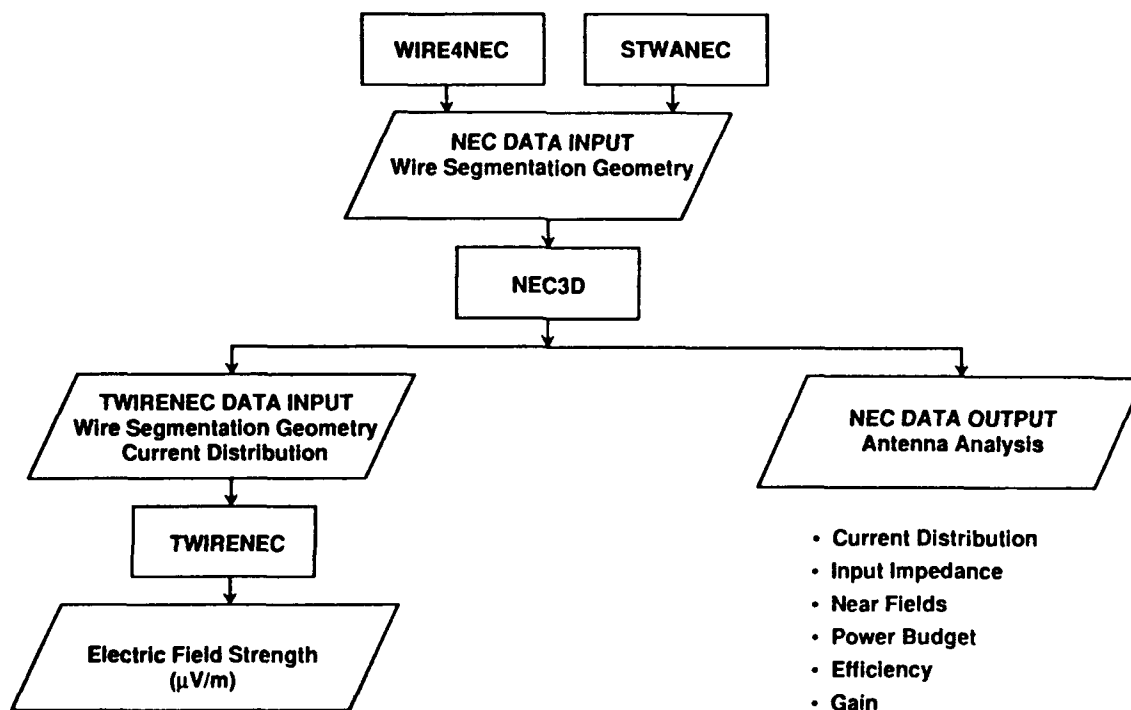 WIRE4NEC
STWANEC
NEC DATA INPUT
Wire Segmentation Geometry
NEC3D
TWIRENEC DATA INPUT
Wire Segmentation Geometry
Current Distribution
NEC DATA OUTPUT
Antenna Analysis
TWIRENEC
Electric Field Strength
(μV/m)
• Current Distribution
• Input Impedance
• Near Fields
• Power Budget
• Efficiency
• Gain